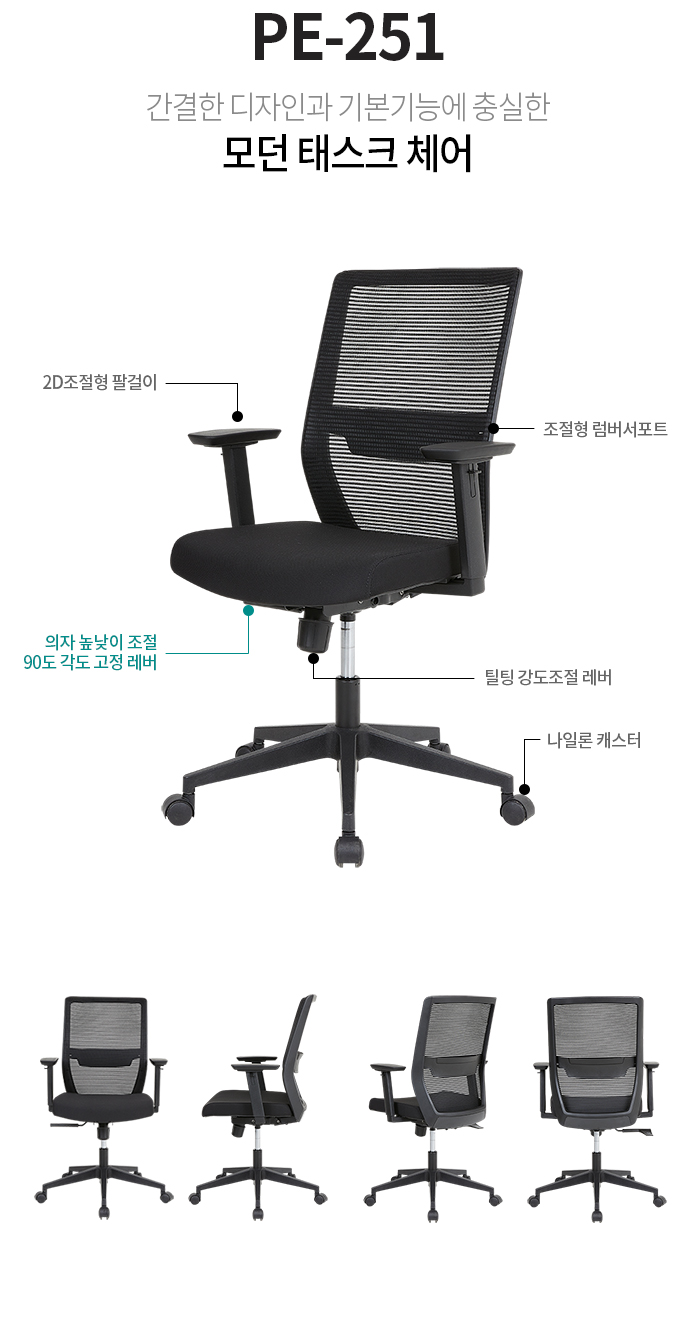 PE-251
간결한 디자인과 기본기능에 충실한
모던 태스크 체어
2D조절형 팔걸이
조절형 럼버서포트
의자 높낮이 조절
90도 각도 고정 레버
틸팅 강도조절 레버
나일론 캐스터